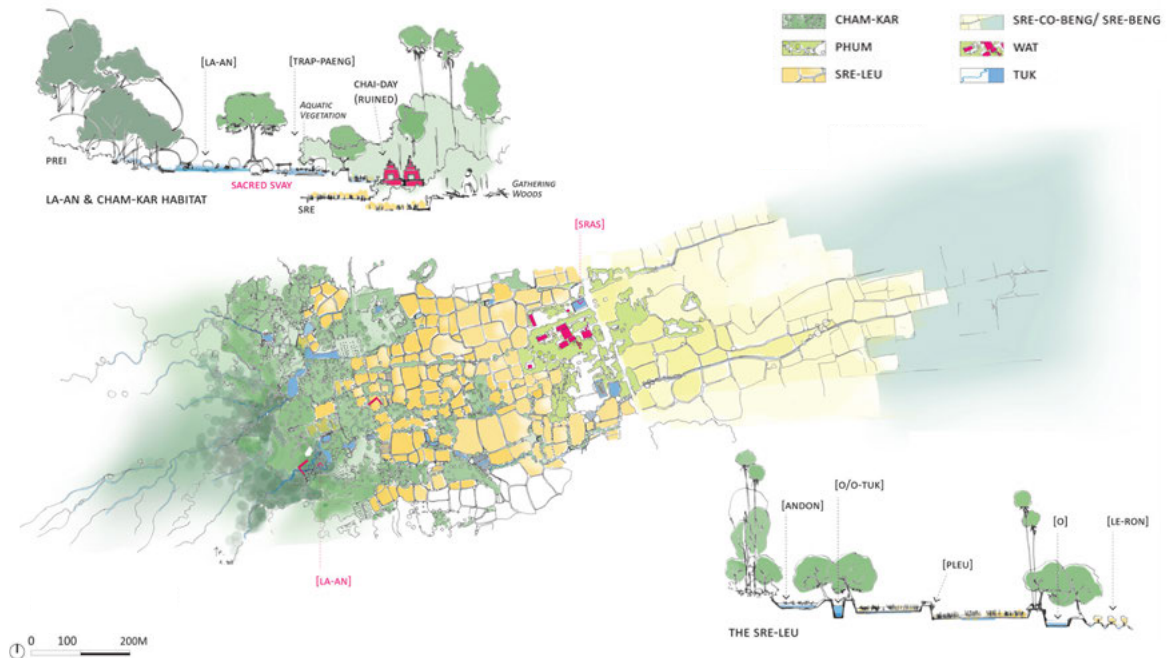 CHAM-KAR
PHUM
SRE-LEU
SRE-CO-BENG/ SRE-BENG
WAT
TUK
[LA-AN]
[TRAP-PAENG]
CHAI-DAY
(RUINED)
AQUATIC
VEGETATION
PREI
SACRED SVAY
LA-AN & CHAM-KAR HABITAT
SRE
GATHERING
WOODS
[SRAS]
[LA-AN]
[ANDON]
[O/O-TUK]
[PLEU]
[O]
[LE-RON]
THE SRE-LEU
0 100 200M